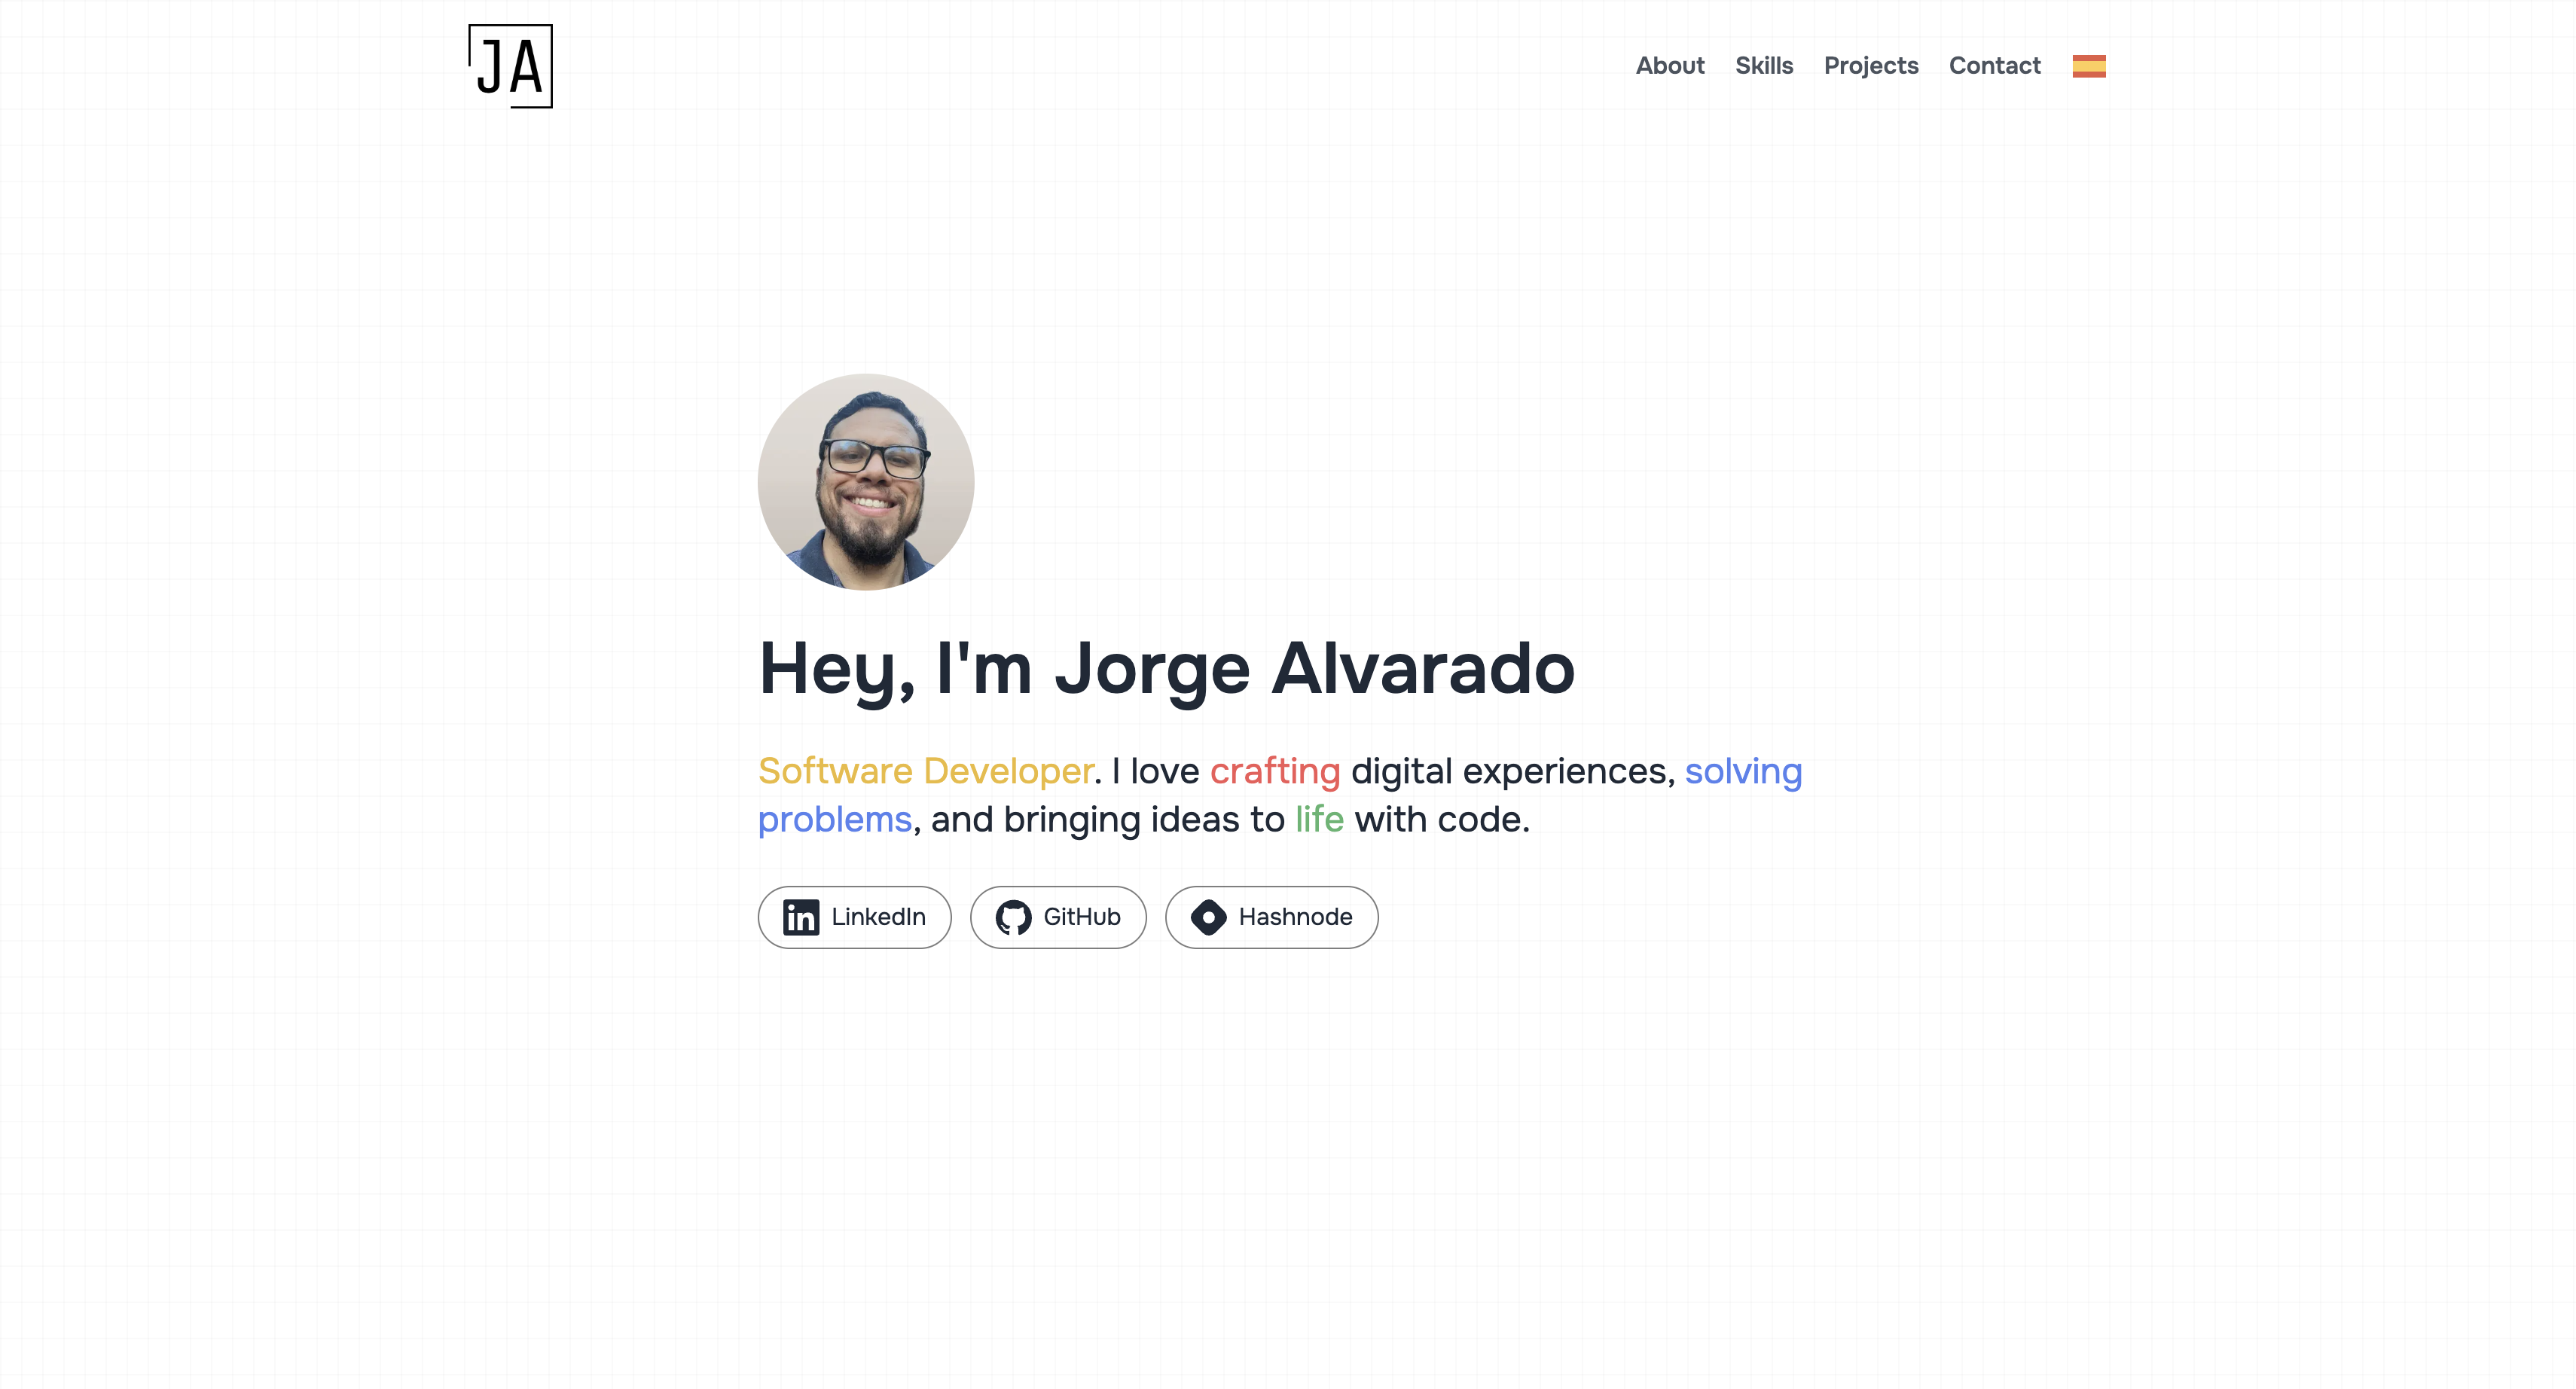 JA
About Skills Projects Contact
Hey, I'm Jorge Alvarado
Software Developer. I love crafting digital experiences, solving
problems, and bringing ideas to life with code.
in LinkedIn GitHub Hashnode